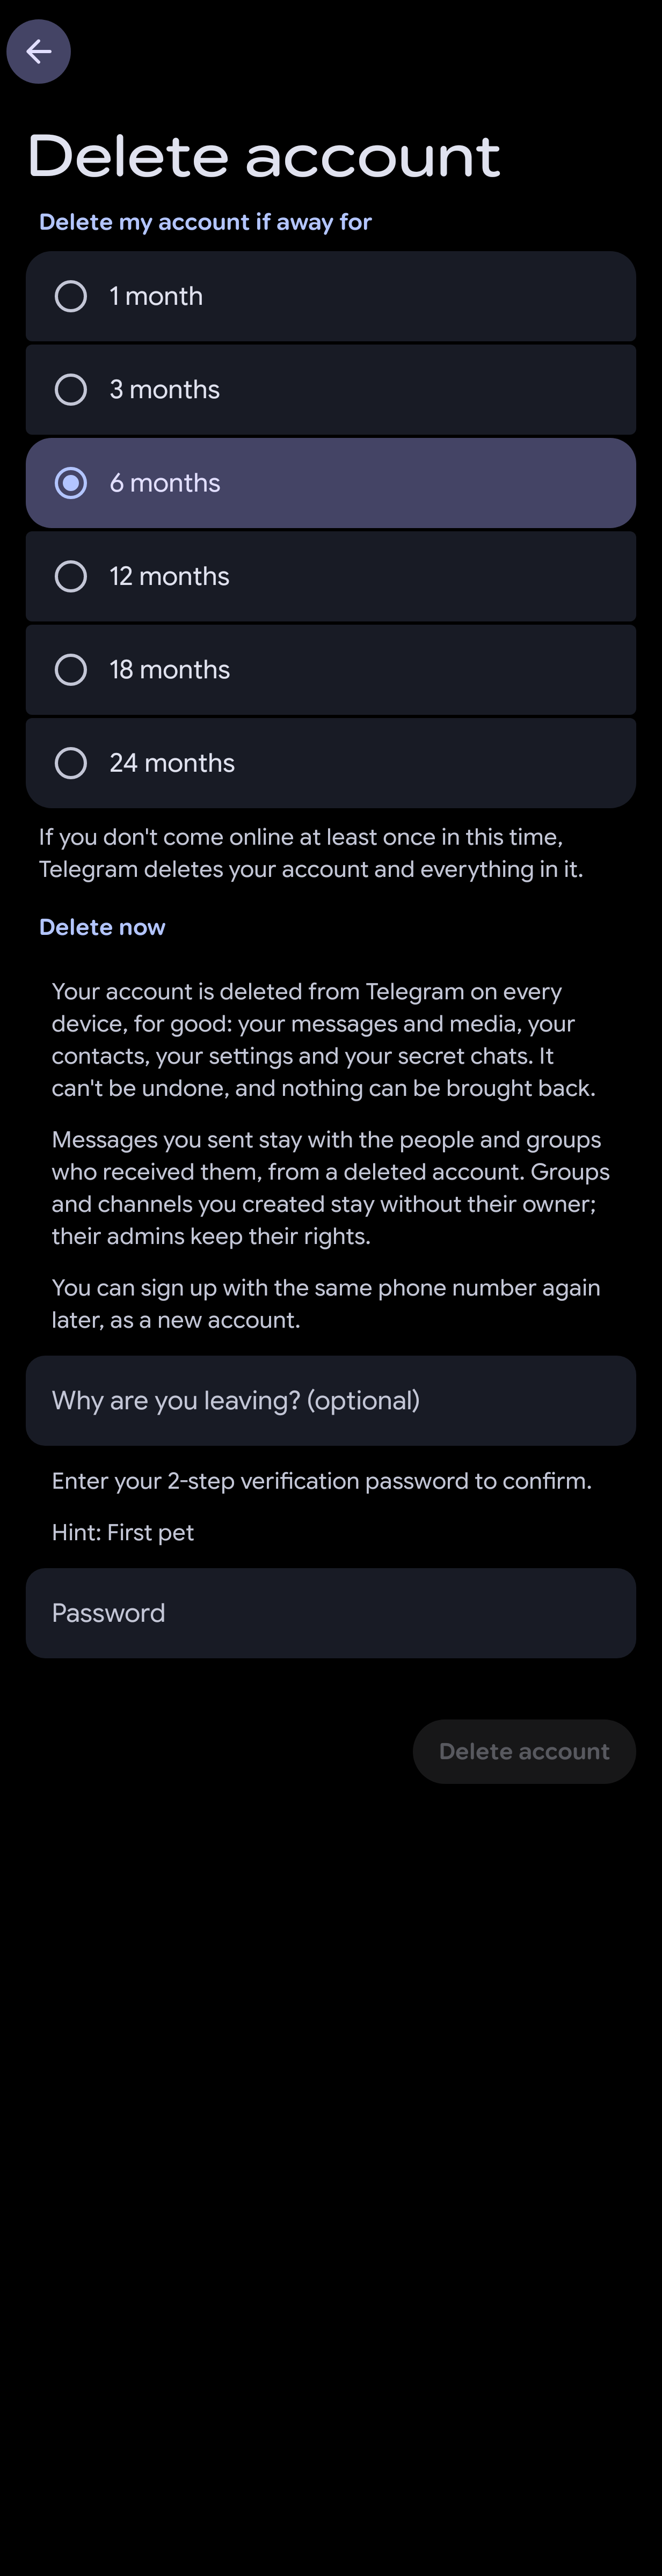 Delete account
Delete my account if away for
1 month
3 months
6 months
12 months
18 months
24 months
If you don't come online at least once in this time,
Telegram deletes your account and everything in it.
Delete now
Your account is deleted from Telegram on every
device, for good: your messages and media, your
contacts, your settings and your secret chats. It
can't be undone, and nothing can be brought back.
Messages you sent stay with the people and groups
who received them, from a deleted account. Groups
and channels you created stay without their owner;
their admins keep their rights.
You can sign up with the same phone number again
later, as a new account.
Why are you leaving? (optional)
Enter your 2-step verification password to confirm.
Hint: First pet
Password
Delete account